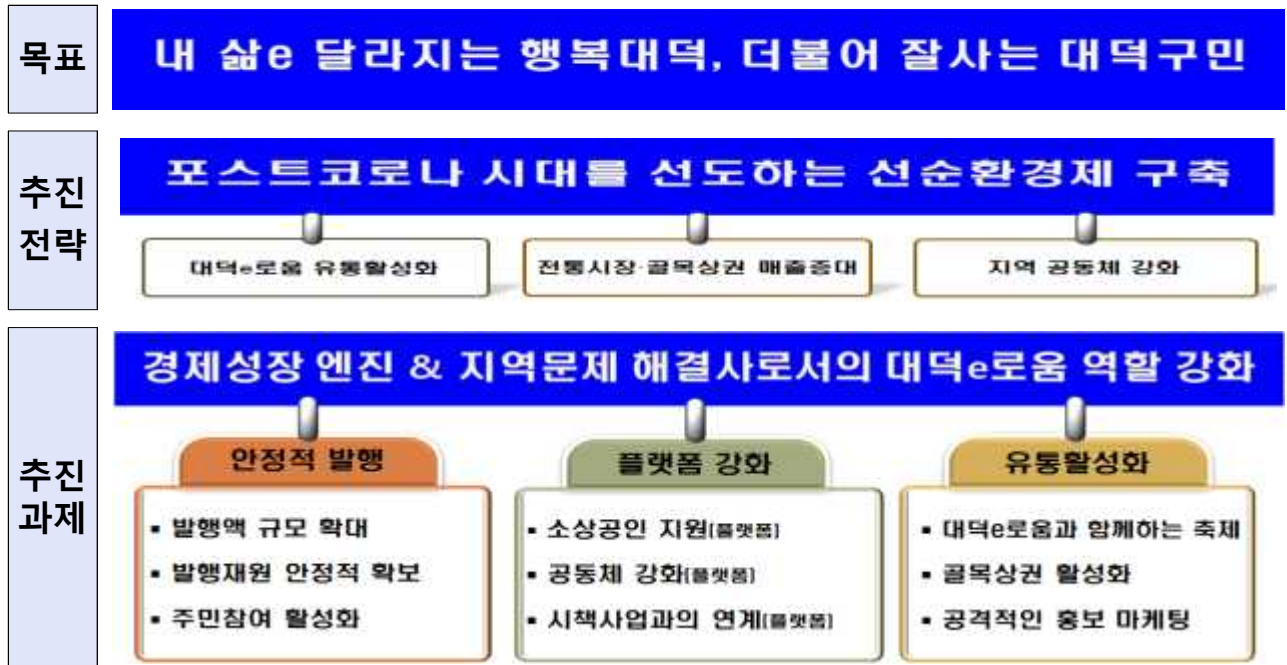 목표
내 삶e 달라지는 행복대덕, 더불어 잘사는 대덕구민
추진
전략
포스트코로나 시대를 선도하는 선순환경제 구축
대덕e로움 유통활성화
전통시장·골목상권 매출증대
지역 공동체 강화
추진
과제
경제성장 엔진 & 지역문제 해결사로서의 대덕e로움 역할 강화
안정적 발행
▪ 발행액 규모 확대
▪ 발행재원 안정적 확보
▪ 주민참여 활성화
플랫폼 강화
▪ 소상공인 지원[플랫폼]
▪ 공동체 강화[플랫폼]
▪ 시책사업과의 연계[플랫폼]
유통활성화
▪ 대덕e로움과 함께하는 축제
▪ 골목상권 활성화
▪ 공격적인 홍보 마케팅